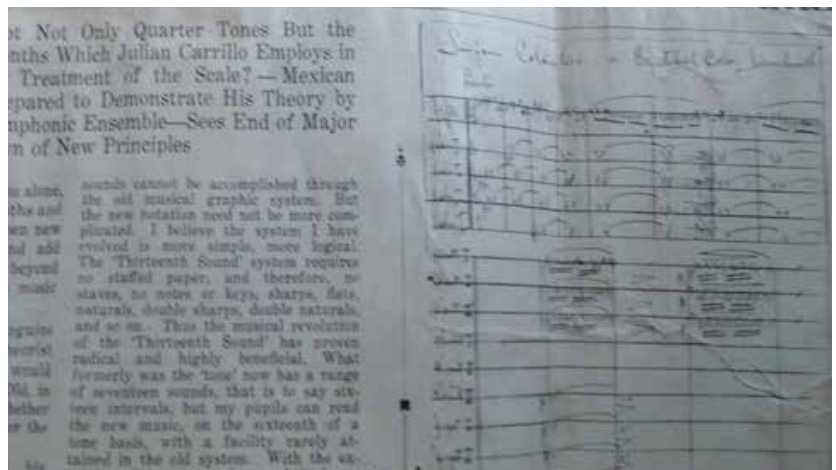 ot Not Only Quarter Tones But the
nths Which Julian Carrillo Employs in
Treatment of the Scale?—Mexican
epared to Demonstrate His Theory by
mphonic Ensemble—Sees End of Major
n of New Principles
ns alone,
ths and
en new
nd add
beyond
music
would
hether
or the
his
sounds cannot be accomplished through
the old musical graphic system. But
the new notation need not be more com-
plicated. I believe the system I have
evolved is more simple, more logical.
The 'Thirteenth Sound' system requires
no staffed paper, and therefore, no
staves, no notes or keys, sharps, flats,
naturals, double sharps, double naturals,
and so on. Thus the musical revolution
of the 'Thirteenth Sound' has proven
radical and highly beneficial. What
formerly was the 'tone' now has a range
of seventeen sounds, that is to say six-
teen intervals, but my pupils can read
the new music, on the sixteenth of a
tone basis, with a facility rarely at-
tained in the old system. With the ex-